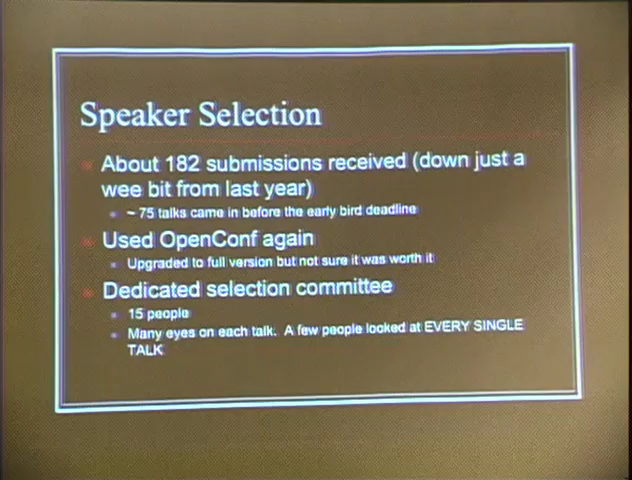 Speaker Selection
About 182 submissions received (down just a
wee bit from last year)
~ 75 talks came in before the early bird deadline
Used OpenConf again
Upgraded to full version but not sure it was worth it
Dedicated selection committee
15 people
Many eyes on each talk. A few people looked at EVERY SINGLE
TALK